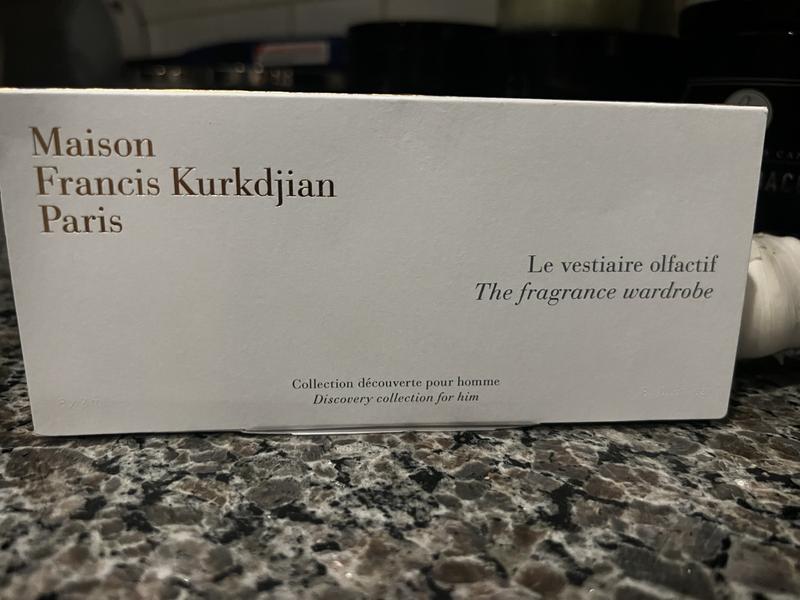 Maison
Francis Kurkdjian
Paris
Le vestiaire olfactif
The fragrance wardrobe
Collection découverte pour homme
Discovery collection for him